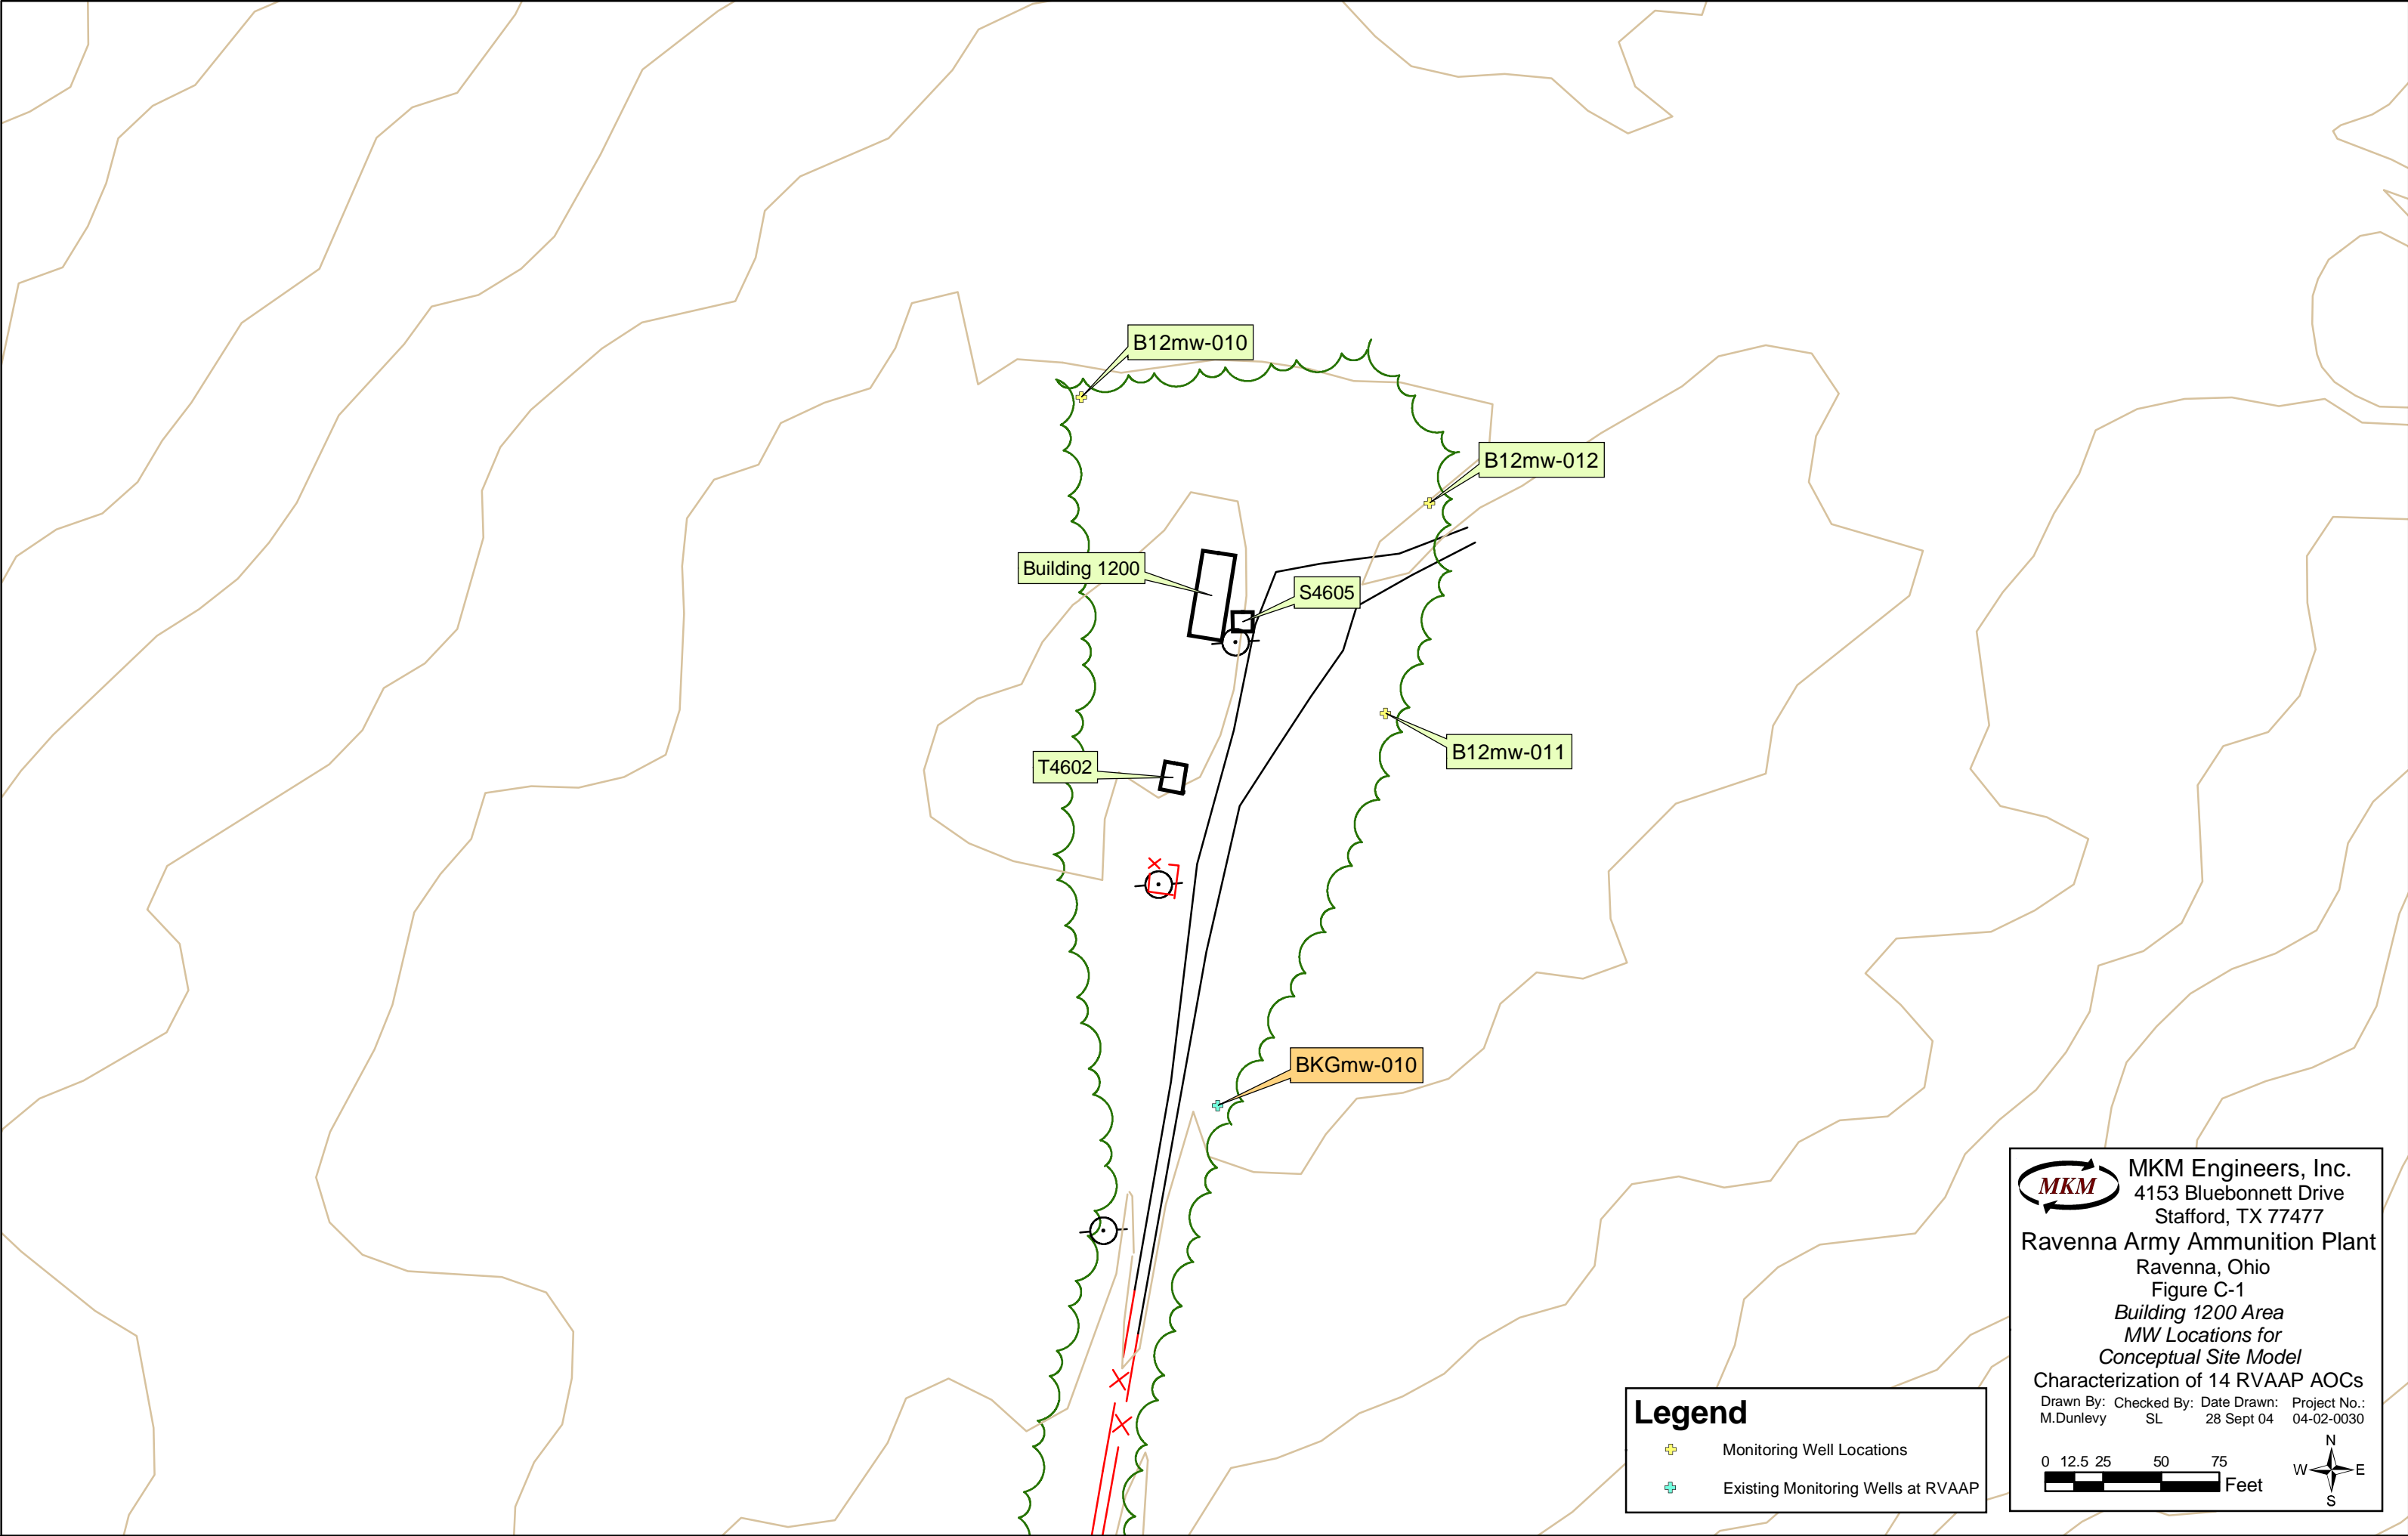 B12mw-010
B12mw-012
Building 1200
S4605
B12mw-011
T4602
BKGmw-010
MKM
MKM Engineers, Inc.
4153 Bluebonnett Drive
Stafford, TX 77477
Ravenna Army Ammunition Plant
Ravenna, Ohio
Figure C-1
Building 1200 Area
MW Locations for
Conceptual Site Model
Characterization of 14 RVAAP AOCs
Drawn By: Checked By: Date Drawn: Project No.:
M.Dunlevy SL 28 Sept 04 04-02-0030
N
W E
S
0 12.5 25 50 75
Feet
Legend
Monitoring Well Locations
Existing Monitoring Wells at RVAAP